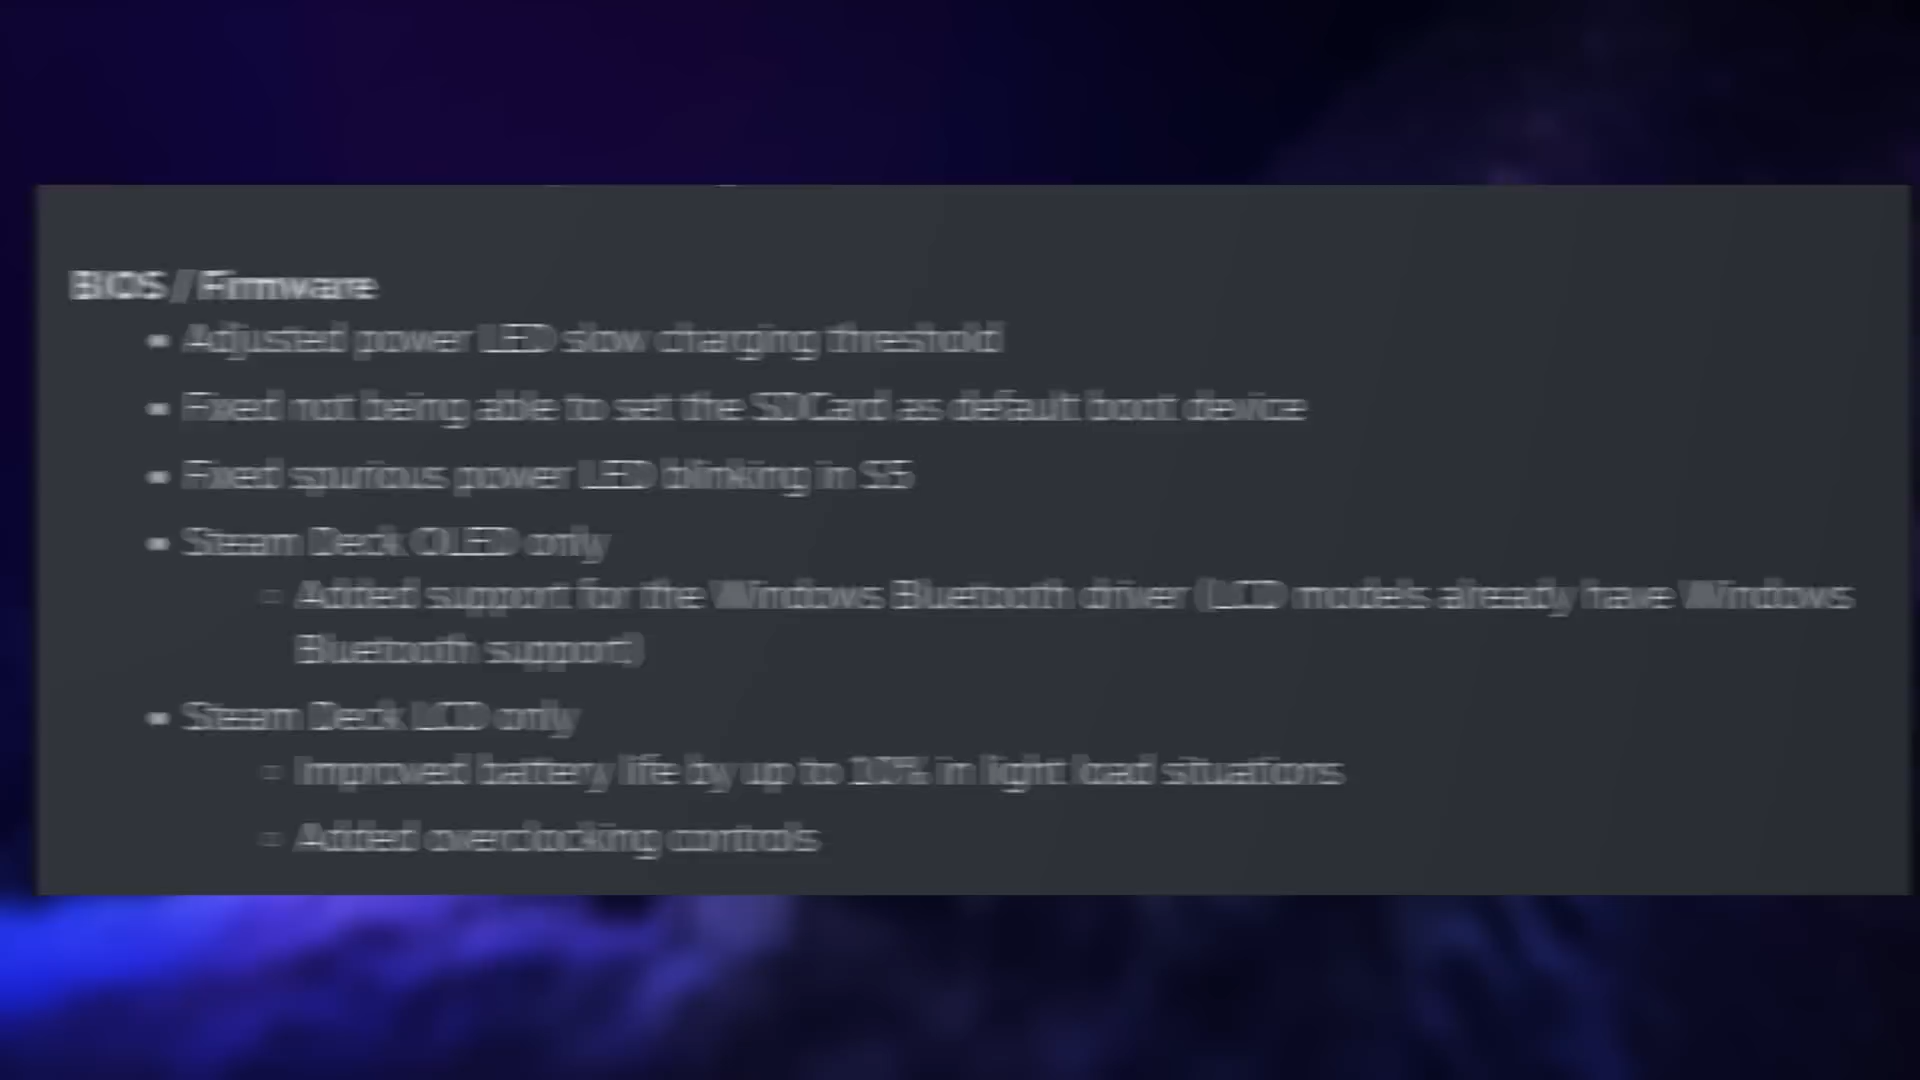 BIOS / Firmware
• Adjusted power LED slow charging threshold
• Fixed not being able to set the SDCard as default boot device
• Fixed spurious power LED blinking in S5
• Steam Deck OLED only
◦ Added support for the Windows Bluetooth driver (LCD models already have Windows
Bluetooth support)
• Steam Deck LCD only
◦ Improved battery life by up to 10% in light load situations
◦ Added overclocking controls